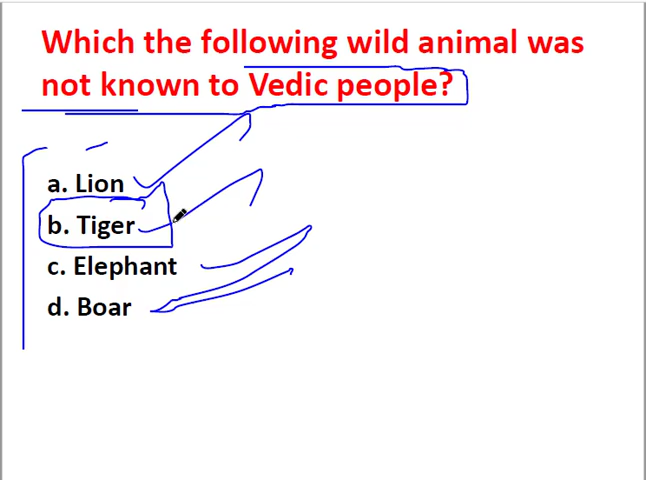 Which the following wild animal was
not known to Vedic people?
a. Lion
b. Tiger
c. Elephant
d. Boar